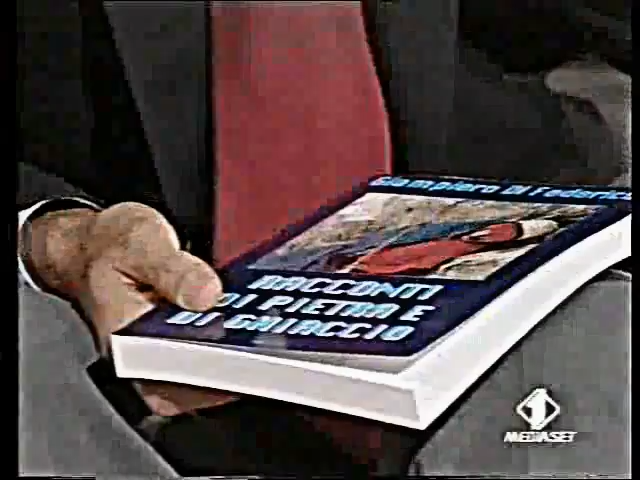 Giampiero Di Federico
RACCONTI
DI PIETRA E
DI GHIACCIO
1
MEDIASET